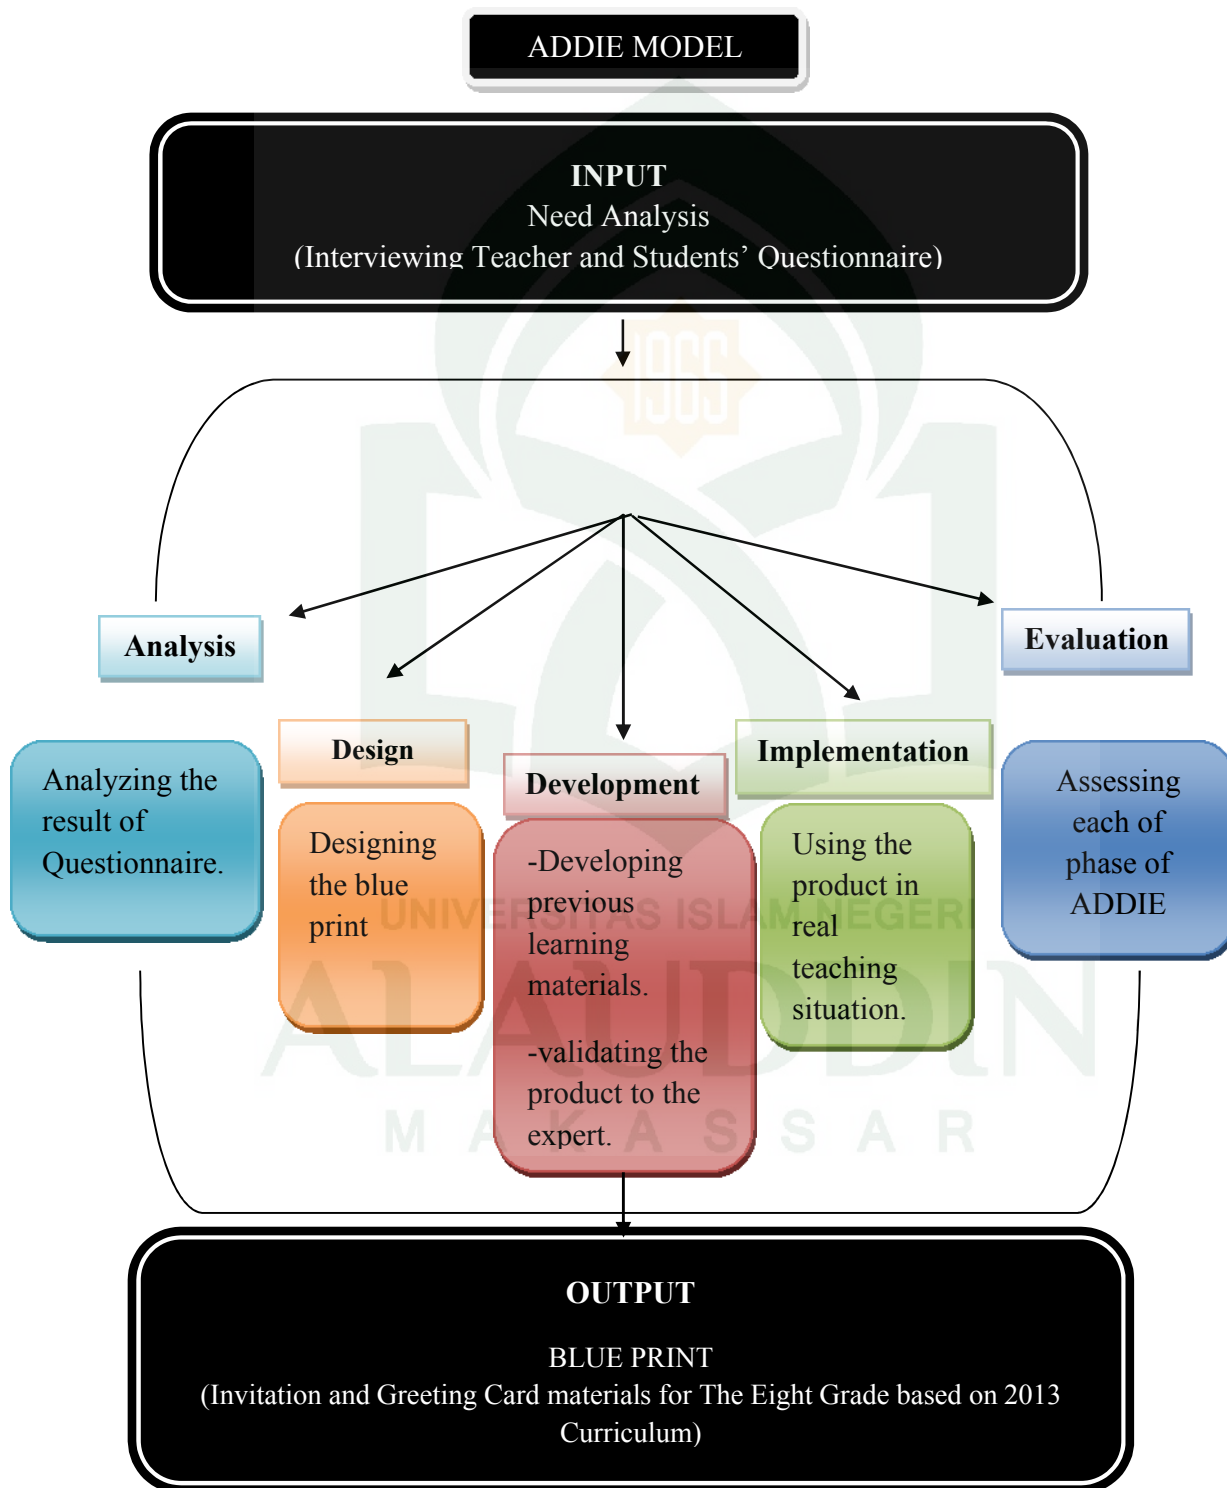 ADDIE MODEL
INPUT
Need Analysis
(Interviewing Teacher and Students’ Questionnaire)
1965
Analysis
Evaluation
Design
Implementation
Development
Analyzing the
result of
Questionnaire.
Designing
the blue
print
-Developing
previous
learning
materials.
-validating the
product to the
expert.
Using the
product in
real
teaching
situation.
Assessing
each of
phase of
ADDIE
UNIVERSITAS ISLAM NEGERI
ALAUDDIN
MAKASSAR
OUTPUT
BLUE PRINT
(Invitation and Greeting Card materials for The Eight Grade based on 2013
Curriculum)